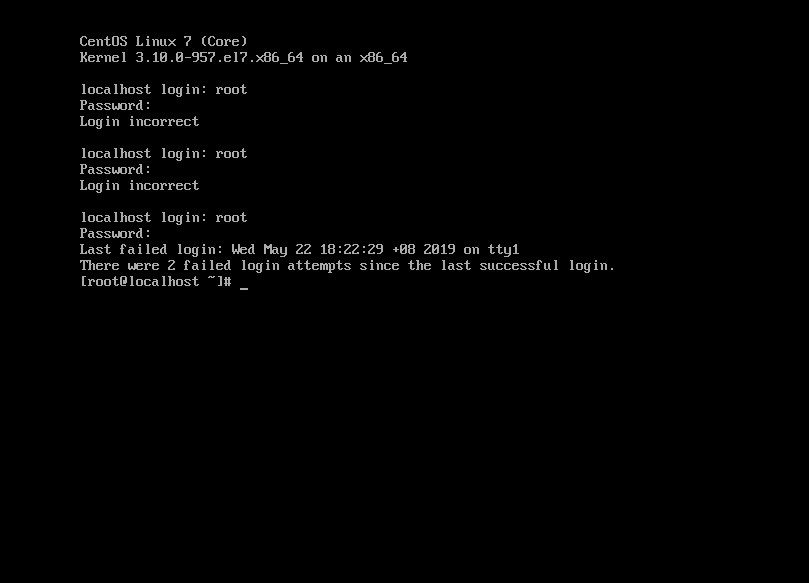 CentOS Linux 7 (Core)
Kernel 3.10.0-957.el7.x86_64 on an x86_64
localhost login: root
Password:
Login incorrect
localhost login: root
Password:
Login incorrect
localhost login: root
Password:
Last failed login: Wed May 22 18:22:29 +08 2019 on tty1
There were 2 failed login attempts since the last successful login.
[root@localhost ~]# _